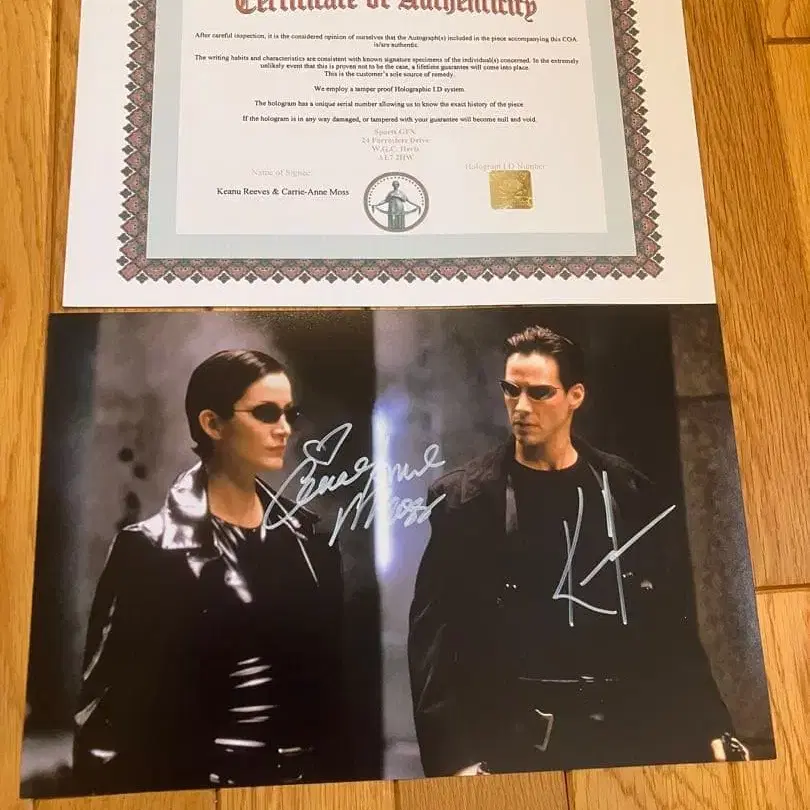 Certificate of Authenticity
After careful inspection, it is the considered opinion of ourselves that the Autograph(s) included in the piece accompanying this COA
is/are authentic.
The writing habits and characteristics are consistent with known signature specimens of the individual(s) concerned. In the extremely
unlikely event that this is proven not to be the case, a lifetime guarantee will come into place.
This is the customer's sole source of remedy.
We employ a tamper proof Holographic I.D system.
The hologram has a unique serial number allowing us to know the exact history of the piece
If the hologram is in any way damaged, or tampered with your guarantee will become null and void.
24
Drive
W.G.C. Herts
AL7 2HW
Name of Signee:
Hologram I.D Number
Keanu Reeves & Carrie-Anne Moss
Moss